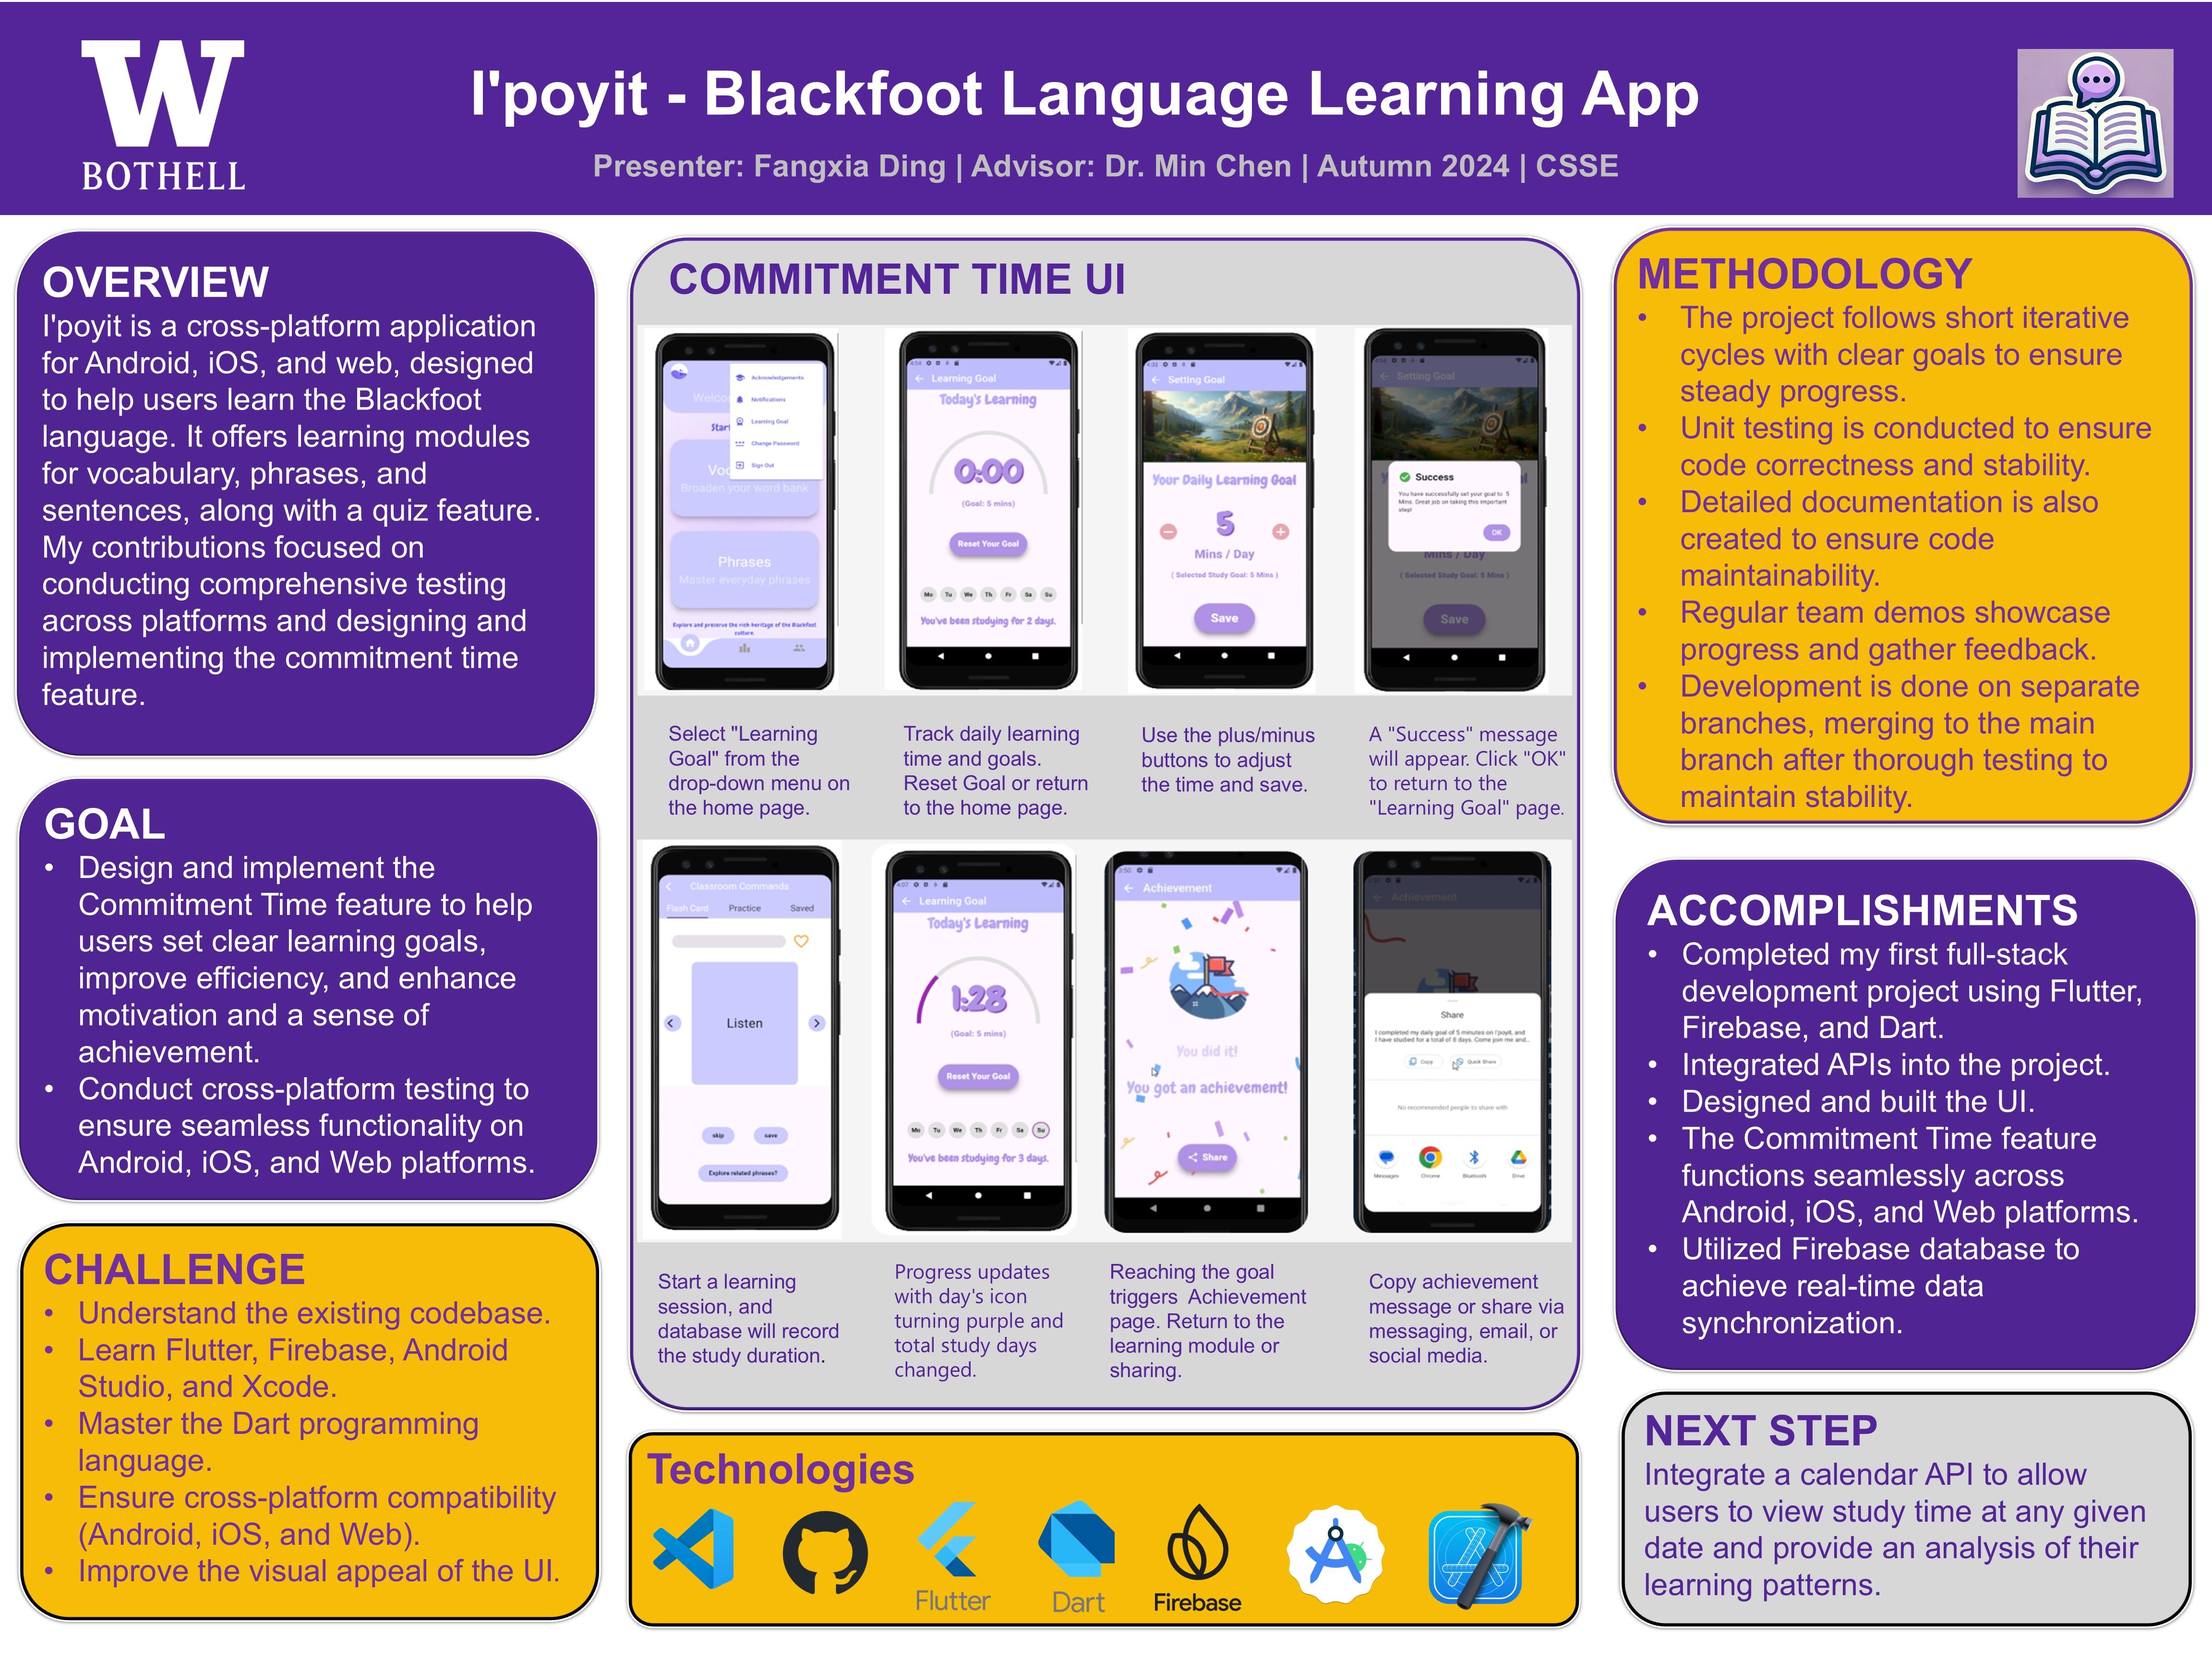 W
BOTHELL
I'poyit - Blackfoot Language Learning App
Presenter: Fangxia Ding | Advisor: Dr. Min Chen | Autumn 2024 | CSSE
OVERVIEW
I'poyit is a cross-platform application
for Android, iOS, and web, designed
to help users learn the Blackfoot
language. It offers learning modules
for vocabulary, phrases, and
sentences, along with a quiz feature.
My contributions focused on
conducting comprehensive testing
across platforms and designing and
implementing the commitment time
feature.
GOAL
• Design and implement the
Commitment Time feature to help
users set clear learning goals,
improve efficiency, and enhance
motivation and a sense of
achievement.
• Conduct cross-platform testing to
ensure seamless functionality on
Android, iOS, and Web platforms.
CHALLENGE
• Understand the existing codebase.
• Learn Flutter, Firebase, Android
Studio, and Xcode.
• Master the Dart programming
language.
• Ensure cross-platform compatibility
(Android, iOS, and Web).
• Improve the visual appeal of the UI.
COMMITMENT TIME UI
Acknowledgements
Notifications
Learning Goal
Change Password
Sign Out
Welco
Start
Voc
Broaden your word bank
Phrases
Master everyday phrases
Explore and preserve the rich heritage of the Blackfoot
culture.
4:04
Learning Goal
Today's Learning
0:00
(Goal: 5 mins)
Reset Your Goal
Mo Tu We Th Fr Sa Su
You've been studying for 2 days.
Setting Goal
Your Daily Learning Goal
5
Mins / Day
( Selected Study Goal: 5 Mins )
Save
Setting Goal
Success
You have successfully set your goal to 5
Mins. Great job on taking this important
step!
OK
Mins / Day
( Selected Study Goal: 5 Mins )
Save
Select "Learning
Goal" from the
drop-down menu on
the home page.
Track daily learning
time and goals.
Reset Goal or return
to the home page.
Use the plus/minus
buttons to adjust
the time and save.
A "Success" message
will appear. Click "OK"
to return to the
"Learning Goal" page.
Classroom Commands
Flash Card Practice Saved
Listen
skip save
Explore related phrases?
4:07
Learning Goal
Today's Learning
1:28
(Goal: 5 mins)
Reset Your Goal
Mo Tu We Th Fr Sa Su
You've been studying for 3 days.
3:50
Achievement
You did it!
You got an achievement!
Share
Achievement
Share
I completed my daily goal of 5 minutes on I'poyit, and
I have studied for a total of 8 days. Come join me and..
Copy Quick Share
No recommended people to share with
Messages Chrome Bluetooth Drive
Start a learning
session, and
database will record
the study duration.
Progress updates
with day's icon
turning purple and
total study days
changed.
Reaching the goal
triggers Achievement
page. Return to the
learning module or
sharing.
Copy achievement
message or share via
messaging, email, or
social media.
Technologies
Flutter
Dart
Firebase
METHODOLOGY
• The project follows short iterative
cycles with clear goals to ensure
steady progress.
• Unit testing is conducted to ensure
code correctness and stability.
• Detailed documentation is also
created to ensure code
maintainability.
• Regular team demos showcase
progress and gather feedback.
• Development is done on separate
branches, merging to the main
branch after thorough testing to
maintain stability.
ACCOMPLISHMENTS
• Completed my first full-stack
development project using Flutter,
Firebase, and Dart.
• Integrated APIs into the project.
• Designed and built the UI.
• The Commitment Time feature
functions seamlessly across
Android, iOS, and Web platforms.
• Utilized Firebase database to
achieve real-time data
synchronization.
NEXT STEP
Integrate a calendar API to allow
users to view study time at any given
date and provide an analysis of their
learning patterns.